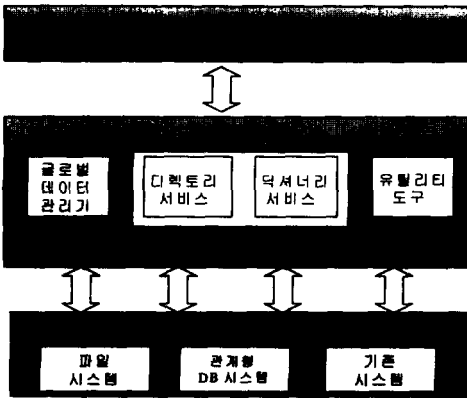 글로벌
데이터
관리기
디렉토리
서비스
딕셔너리
서비스
유틸리티
도구
파일
시스템
관계형
DB 시스템
기존
시스템